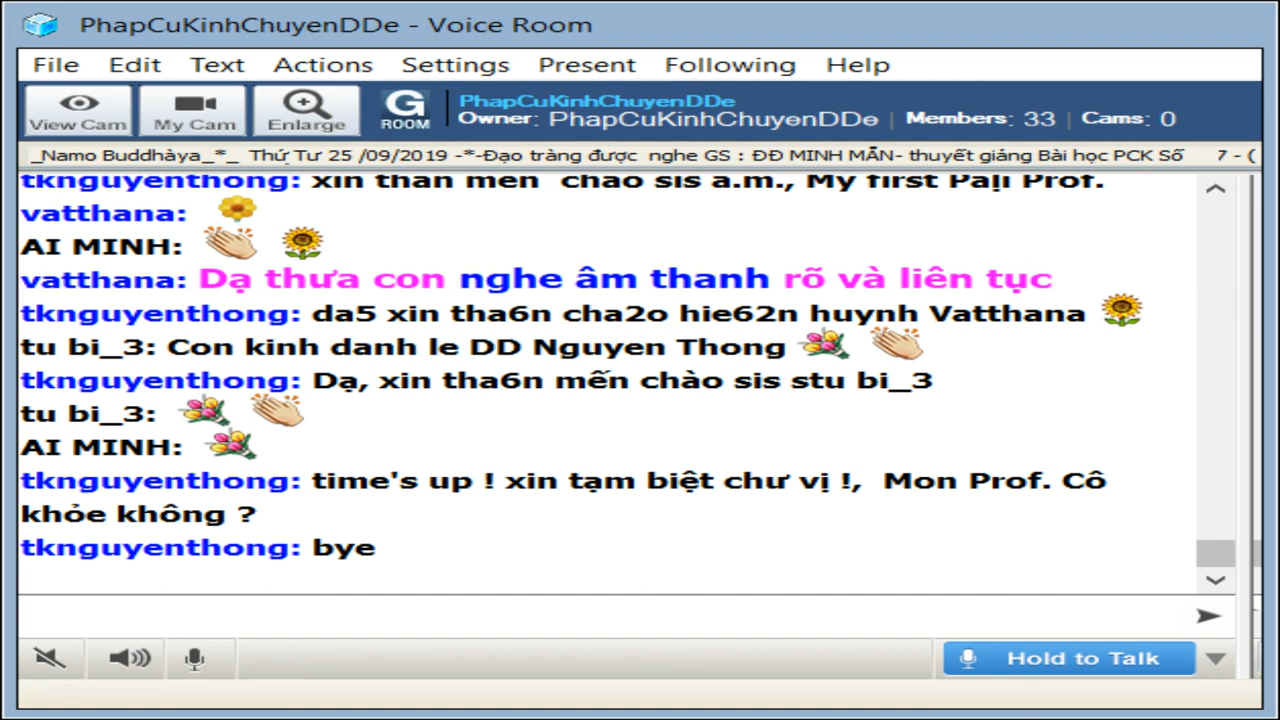 PhapCuKinhChuyenDDe - Voice Room
File Edit Text Actions Settings Present Following Help
View Cam My Cam Enlarge G ROOM PhapCuKinhChuyenDDe
Owner: PhapCuKinhChuyenDDe | Members: 33 | Cams: 0
_Namo Buddhàya_*_ Thứ Tư 25 /09/2019 -*-Đạo tràng được nghe GS : ĐĐ MINH MẪN- thuyết giảng Bài học PCK Số 7 - (
tknguyenthong: xin thân mến chào sis a.m., My first Paḷi Prof.
vatthana:
AI MINH:
vatthana: Dạ thưa con nghe âm thanh rõ và liên tục
tknguyenthong: da5 xin tha6n cha2o hie62n huynh Vatthana
tu bi_3: Con kinh danh le DD Nguyen Thong
tknguyenthong: Dạ, xin tha6n mến chào sis stu bi_3
tu bi_3:
AI MINH:
tknguyenthong: time's up ! xin tạm biệt chư vị !, Mon Prof. Cô
khỏe không ?
tknguyenthong: bye
Hold to Talk